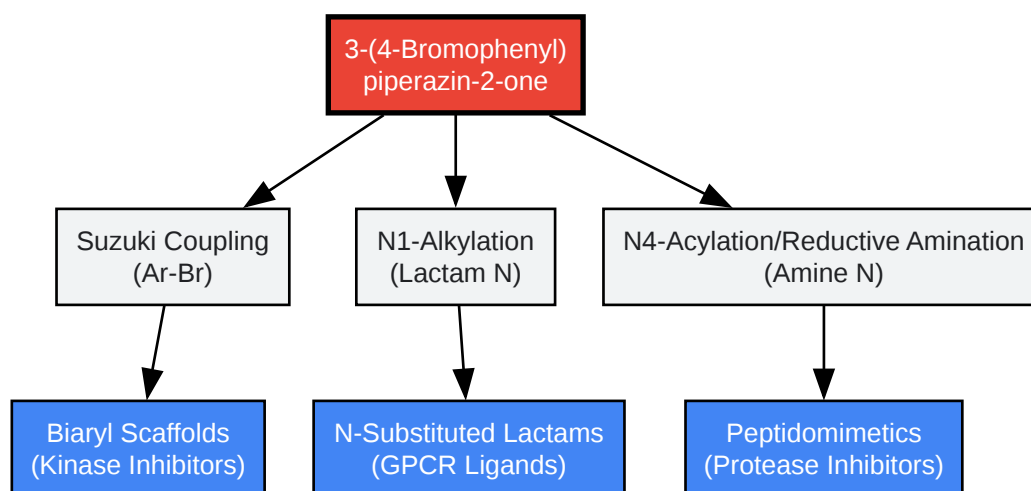 3-(4-Bromophenyl)
piperazin-2-one
Suzuki Coupling
(Ar-Br)
N1-Alkylation
(Lactam N)
N4-Acylation/Reductive Amination
(Amine N)
Biaryl Scaffolds
(Kinase Inhibitors)
N-Substituted Lactams
(GPCR Ligands)
Peptidomimetics
(Protease Inhibitors)